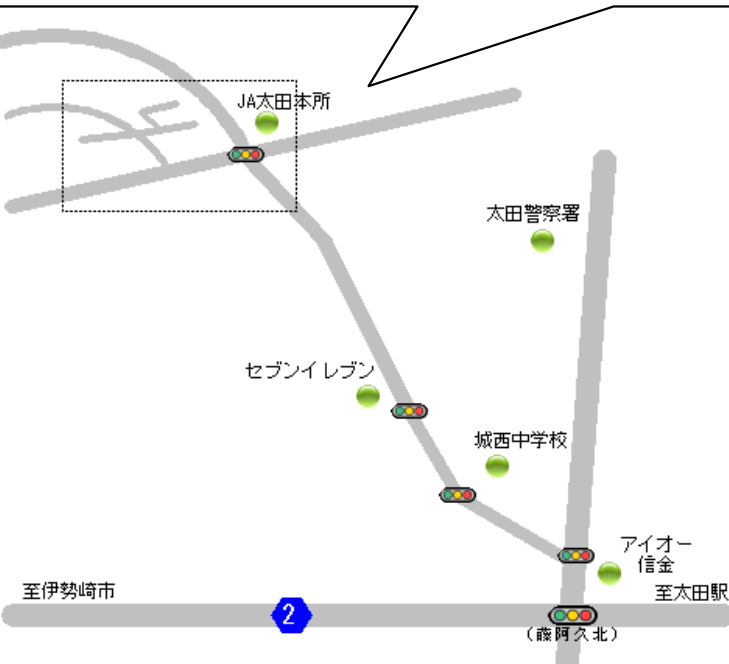 JA太田本所
太田警察署
セブンイレブン
城西中学校
アイオー
信金
至伊勢崎市
至太田駅
2
(藤阿久北)